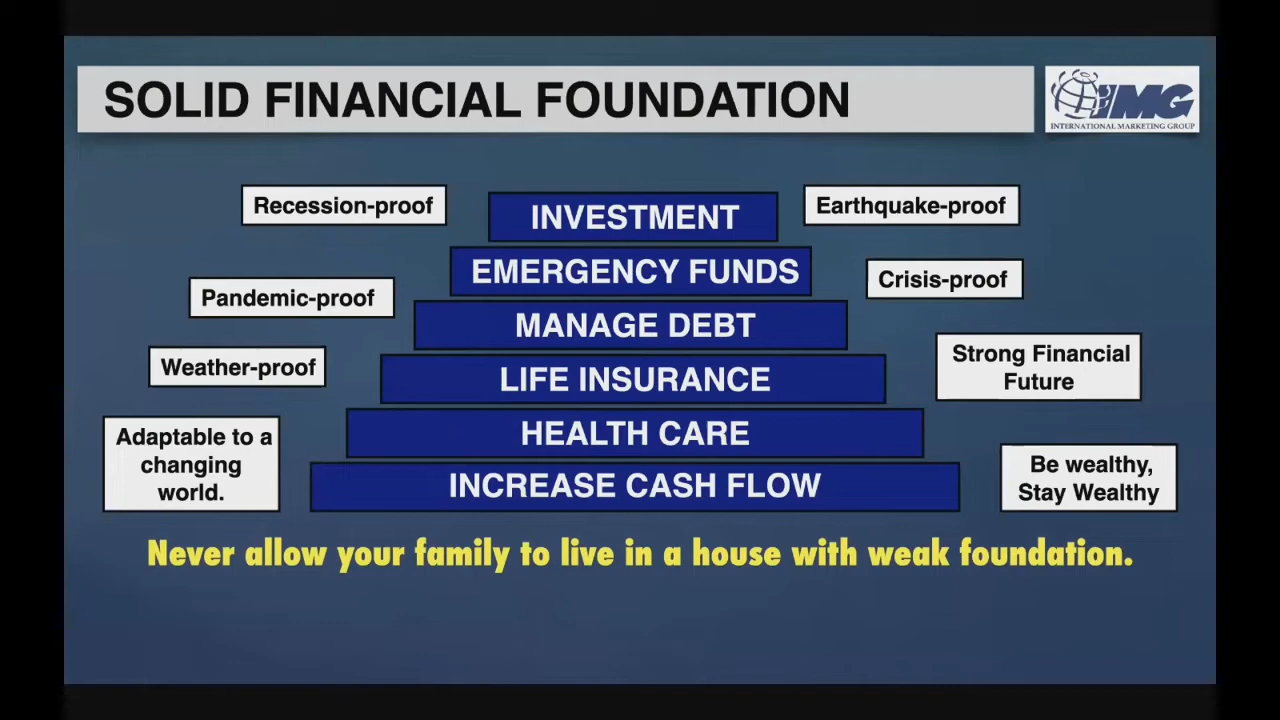 SOLID FINANCIAL FOUNDATION
IMG
INTERNATIONAL MARKETING GROUP
Recession-proof
INVESTMENT
Earthquake-proof
EMERGENCY FUNDS
Crisis-proof
Pandemic-proof
MANAGE DEBT
Weather-proof
LIFE INSURANCE
Strong Financial
Future
Adaptable to a
changing
world.
HEALTH CARE
INCREASE CASH FLOW
Be wealthy,
Stay Wealthy
Never allow your family to live in a house with weak foundation.